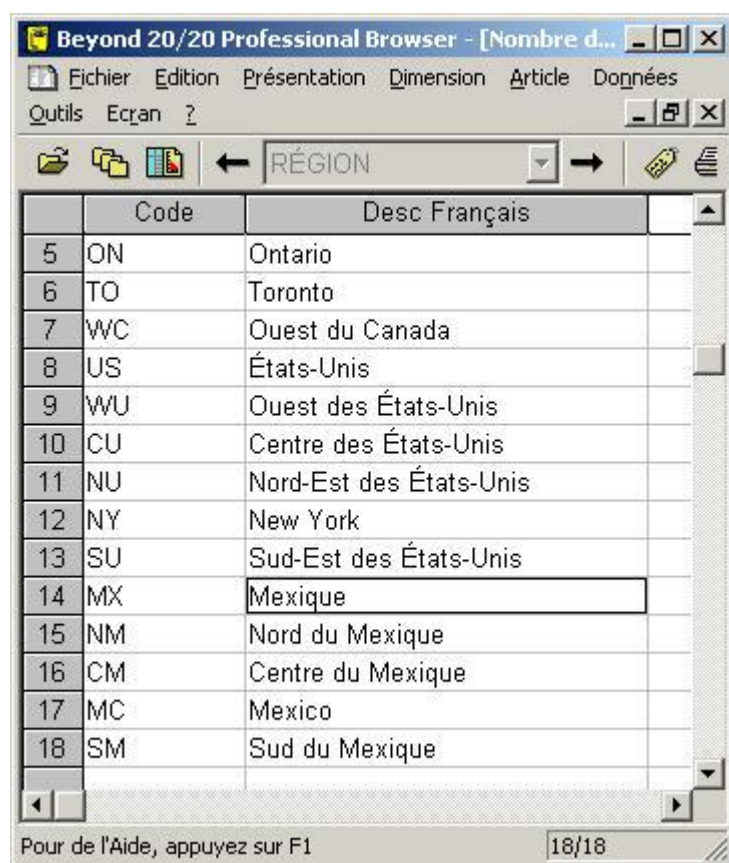 Beyond 20/20 Professional Browser - [Nombre d...
Fichier Edition Présentation Dimension Article Données
Outils Ecran ?
RÉGION
Code Desc Français
5 ON Ontario
6 TO Toronto
7 WC Ouest du Canada
8 US États-Unis
9 WU Ouest des États-Unis
10 CU Centre des États-Unis
11 NU Nord-Est des États-Unis
12 NY New York
13 SU Sud-Est des États-Unis
14 MX Mexique
15 NM Nord du Mexique
16 CM Centre du Mexique
17 MC Mexico
18 SM Sud du Mexique
Pour de l'Aide, appuyez sur F1 18/18